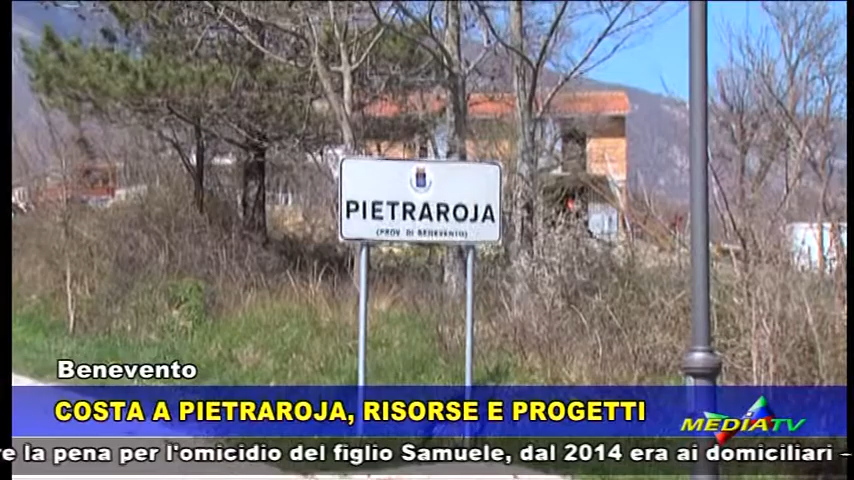 PIETRAROJA
(PROV. DI BENEVENTO)
Benevento
COSTA A PIETRAROJA, RISORSE E PROGETTI
MEDIATV
re la pena per l'omicidio del figlio Samuele, dal 2014 era ai domiciliari –